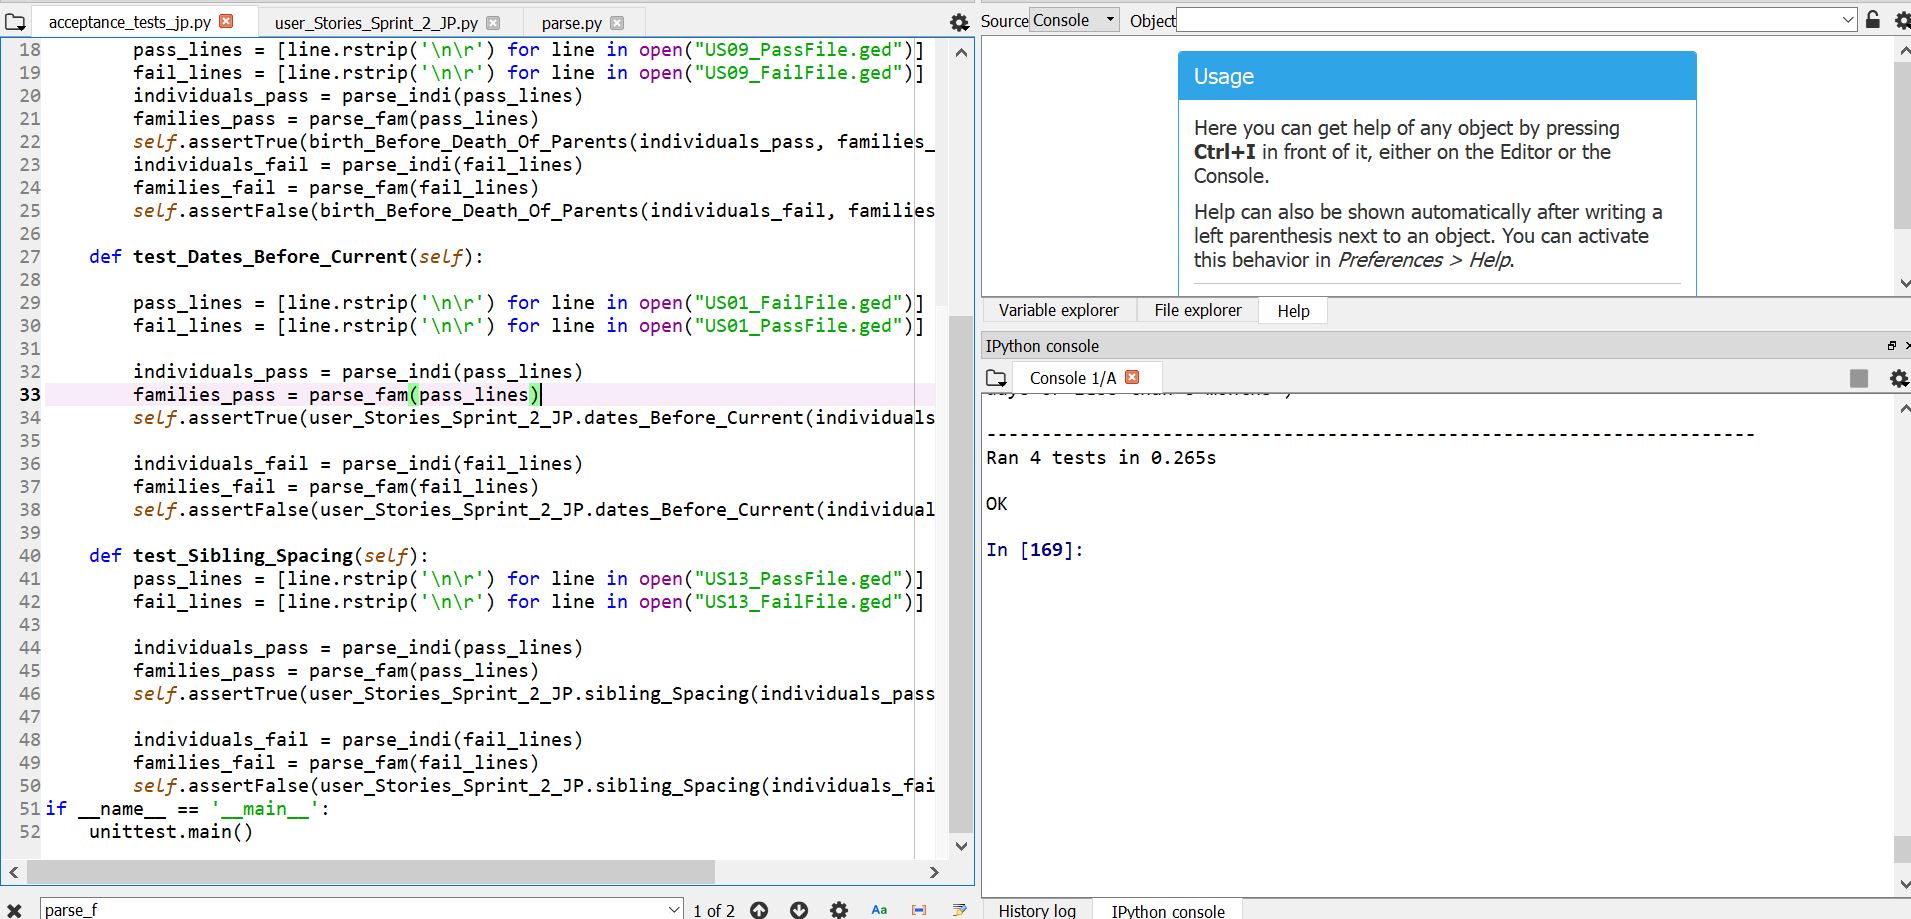 acceptance_tests_jp.py user_Stories_Sprint_2_JP.py parse.py
18 pass_lines = [line.rstrip('\n\r') for line in open("US09_PassFile.ged")]
19 fail_lines = [line.rstrip('\n\r') for line in open("US09_FailFile.ged")]
20 individuals_pass = parse_indi(pass_lines)
21 families_pass = parse_fam(pass_lines)
22 self.assertTrue(birth_Before_Death_Of_Parents(individuals_pass, families_
23 individuals_fail = parse_indi(fail_lines)
24 families_fail = parse_fam(fail_lines)
25 self.assertFalse(birth_Before_Death_Of_Parents(individuals_fail, families
26
27 def test_Dates_Before_Current(self):
28
29 pass_lines = [line.rstrip('\n\r') for line in open("US01_FailFile.ged")]
30 fail_lines = [line.rstrip('\n\r') for line in open("US01_PassFile.ged")]
31
32 individuals_pass = parse_indi(pass_lines)
33 families_pass = parse_fam(pass_lines)
34 self.assertTrue(user_Stories_Sprint_2_JP.dates_Before_Current(individuals
35
36 individuals_fail = parse_indi(fail_lines)
37 families_fail = parse_fam(fail_lines)
38 self.assertFalse(user_Stories_Sprint_2_JP.dates_Before_Current(individual
39
40 def test_Sibling_Spacing(self):
41 pass_lines = [line.rstrip('\n\r') for line in open("US13_PassFile.ged")]
42 fail_lines = [line.rstrip('\n\r') for line in open("US13_FailFile.ged")]
43
44 individuals_pass = parse_indi(pass_lines)
45 families_pass = parse_fam(pass_lines)
46 self.assertTrue(user_Stories_Sprint_2_JP.sibling_Spacing(individuals_pass
47
48 individuals_fail = parse_indi(fail_lines)
49 families_fail = parse_fam(fail_lines)
50 self.assertFalse(user_Stories_Sprint_2_JP.sibling_Spacing(individuals_fai
51 if __name__ == '__main__':
52 unittest.main()
parse_f 1 of 2 Aa
Source Console Object
Usage
Here you can get help of any object by pressing
Ctrl+I in front of it, either on the Editor or the
Console.
Help can also be shown automatically after writing a
left parenthesis next to an object. You can activate
this behavior in Preferences > Help.
Variable explorer File explorer Help
IPython console
Console 1/A
----------------------------------------------------------------------
Ran 4 tests in 0.265s
OK
In [169]:
History log IPython console